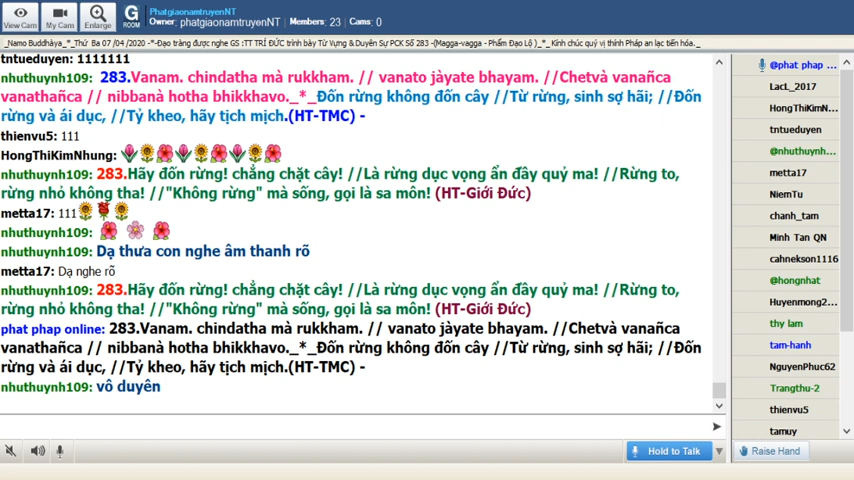 View Cam
My Cam
Enlarge
G
ROOM
PhatgiaonamtruyenNT
Owner: phatgiaonamtruyenNT | Members: 23 | Cams: 0
_Namo Buddhàya_*_Thứ Ba 07 /04 /2020 -*-Đạo tràng được nghe GS :TT TRÍ ĐỨC trình bày Từ Vựng & Duyên Sự PCK Số 283 -(Magga-vagga - Phẩm Đạo Lộ )_*_ Kính chúc quý vị thính Pháp an lạc tiến hóa._
tntueduyen: 1111111
nhuthuynh109: 283.Vanam. chindatha mà rukkham. // vanato jàyate bhayam. //Chetvà vanañca
vanathañca // nibbanà hotha bhikkhavo._*_Đốn rừng không đốn cây //Từ rừng, sinh sợ hãi; //Đốn
rừng và ái dục, //Tỷ kheo, hãy tịch mịch.(HT-TMC) -
thienvu5: 111
HongThiKimNhung:
nhuthuynh109: 283.Hãy đốn rừng! chẳng chặt cây! //Là rừng dục vọng ẩn đầy quỷ ma! //Rừng to,
rừng nhỏ không tha! //"Không rừng" mà sống, gọi là sa môn! (HT-Giới Đức)
metta17: 111
nhuthuynh109:
nhuthuynh109: Dạ thưa con nghe âm thanh rõ
metta17: Dạ nghe rõ
nhuthuynh109: 283.Hãy đốn rừng! chẳng chặt cây! //Là rừng dục vọng ẩn đầy quỷ ma! //Rừng to,
rừng nhỏ không tha! //"Không rừng" mà sống, gọi là sa môn! (HT-Giới Đức)
phat phap online: 283.Vanam. chindatha mà rukkham. // vanato jàyate bhayam. //Chetvà vanañca
vanathañca // nibbanà hotha bhikkhavo._*_Đốn rừng không đốn cây //Từ rừng, sinh sợ hãi; //Đốn
rừng và ái dục, //Tỷ kheo, hãy tịch mịch.(HT-TMC) -
nhuthuynh109: vô duyên
Hold to Talk
@phat phap ...
LacL_2017
HongThiKimN...
tntueduyen
@nhuthuynh...
metta17
NiemTu
chanh_tam
Minh Tan QN
cahnekson1116
@hongnhat
Huyenmong2...
thy lam
tam-hanh
NguyenPhuc62
Trangthu-2
thienvu5
tamuy
Raise Hand